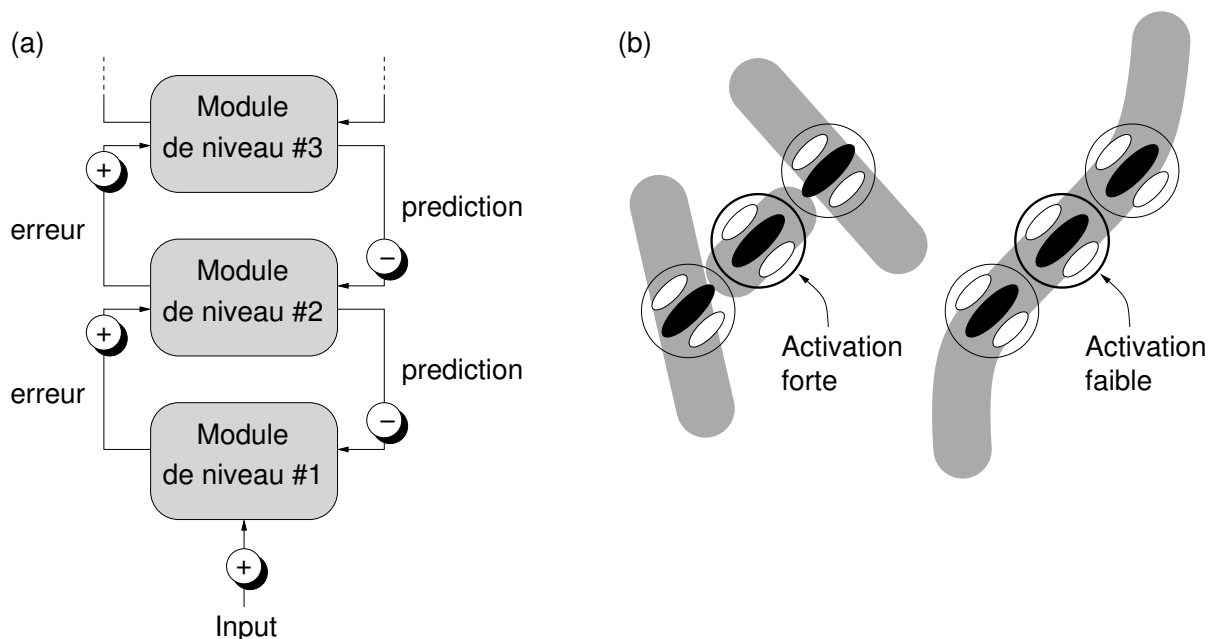 (a)
Module
de niveau #3
+
erreur
prediction
−
Module
de niveau #2
+
erreur
prediction
−
Module
de niveau #1
+
Input
(b)
Activation
forte
Activation
faible